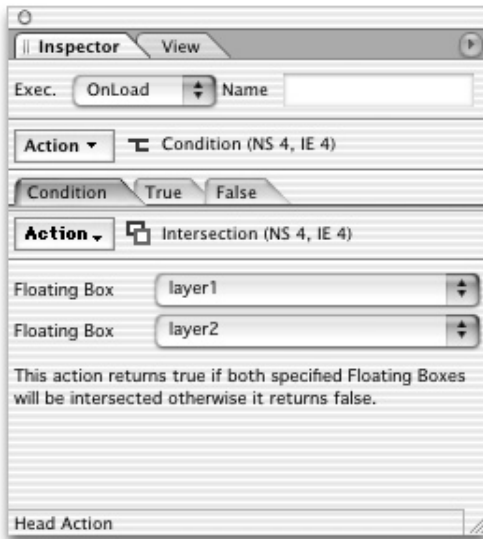 Inspector View
Exec. OnLoad Name
Action Condition (NS 4, IE 4)
Condition True False
Action Intersection (NS 4, IE 4)
Floating Box layer1
Floating Box layer2
This action returns true if both specified Floating Boxes
will be intersected otherwise it returns false.
Head Action